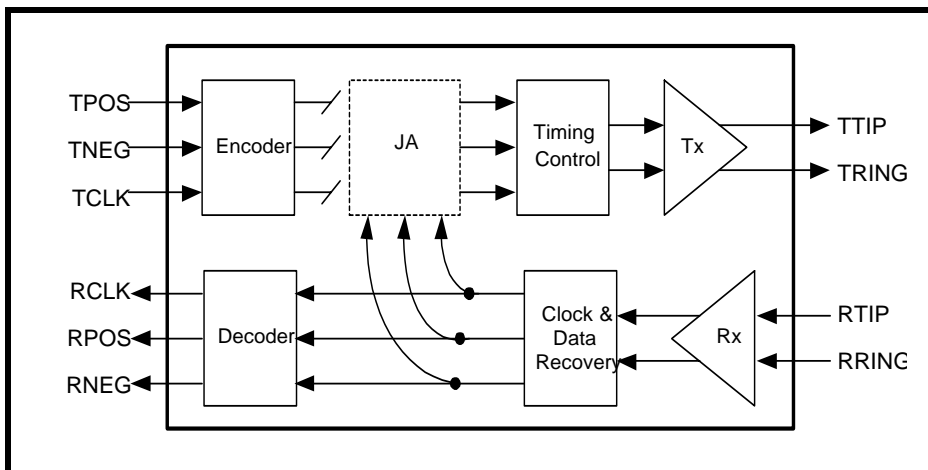 TPOS
TNEG
TCLK
Encoder
JA
Timing
Control
Tx
TTIP
TRING
RCLK
RPOS
RNEG
Decoder
Clock &
Data
Recovery
Rx
RTIP
RRING